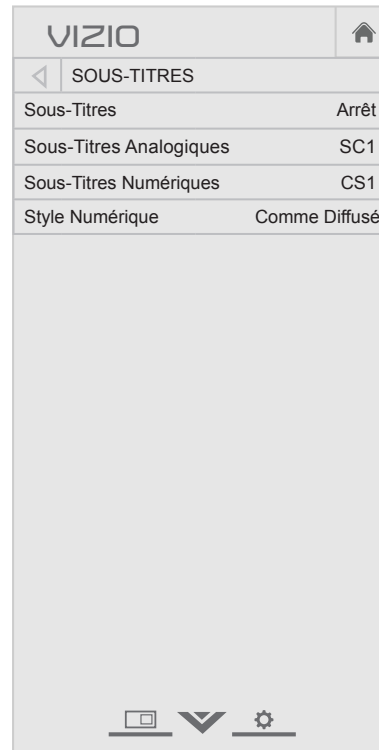 VIZIO
SOUS-TITRES
Sous-Titres Arrêt
Sous-Titres Analogiques SC1
Sous-Titres Numériques CS1
Style Numérique Comme Diffusé